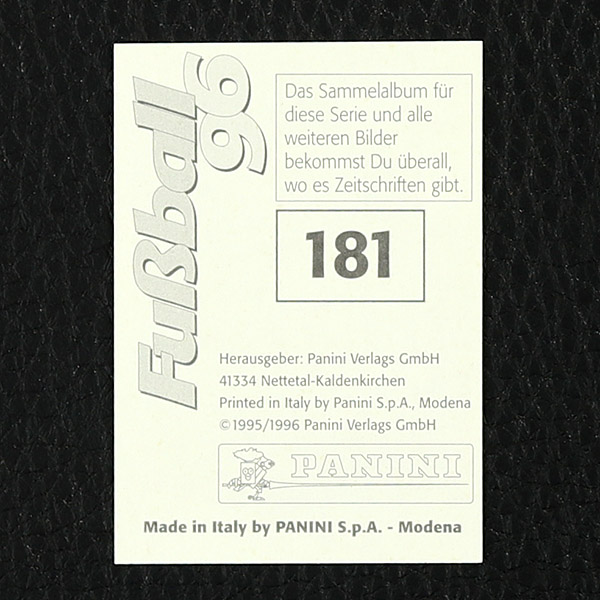 Fußball
96
Das Sammelalbum für
diese Serie und alle
weiteren Bilder
bekommst Du überall,
wo es Zeitschriften gibt.
181
Herausgeber: Panini Verlags GmbH
41334 Nettetal-Kaldenkirchen
Printed in Italy by Panini S.p.A., Modena
©1995/1996 Panini Verlags GmbH
PANINI
Made in Italy by PANINI S.p.A. - Modena